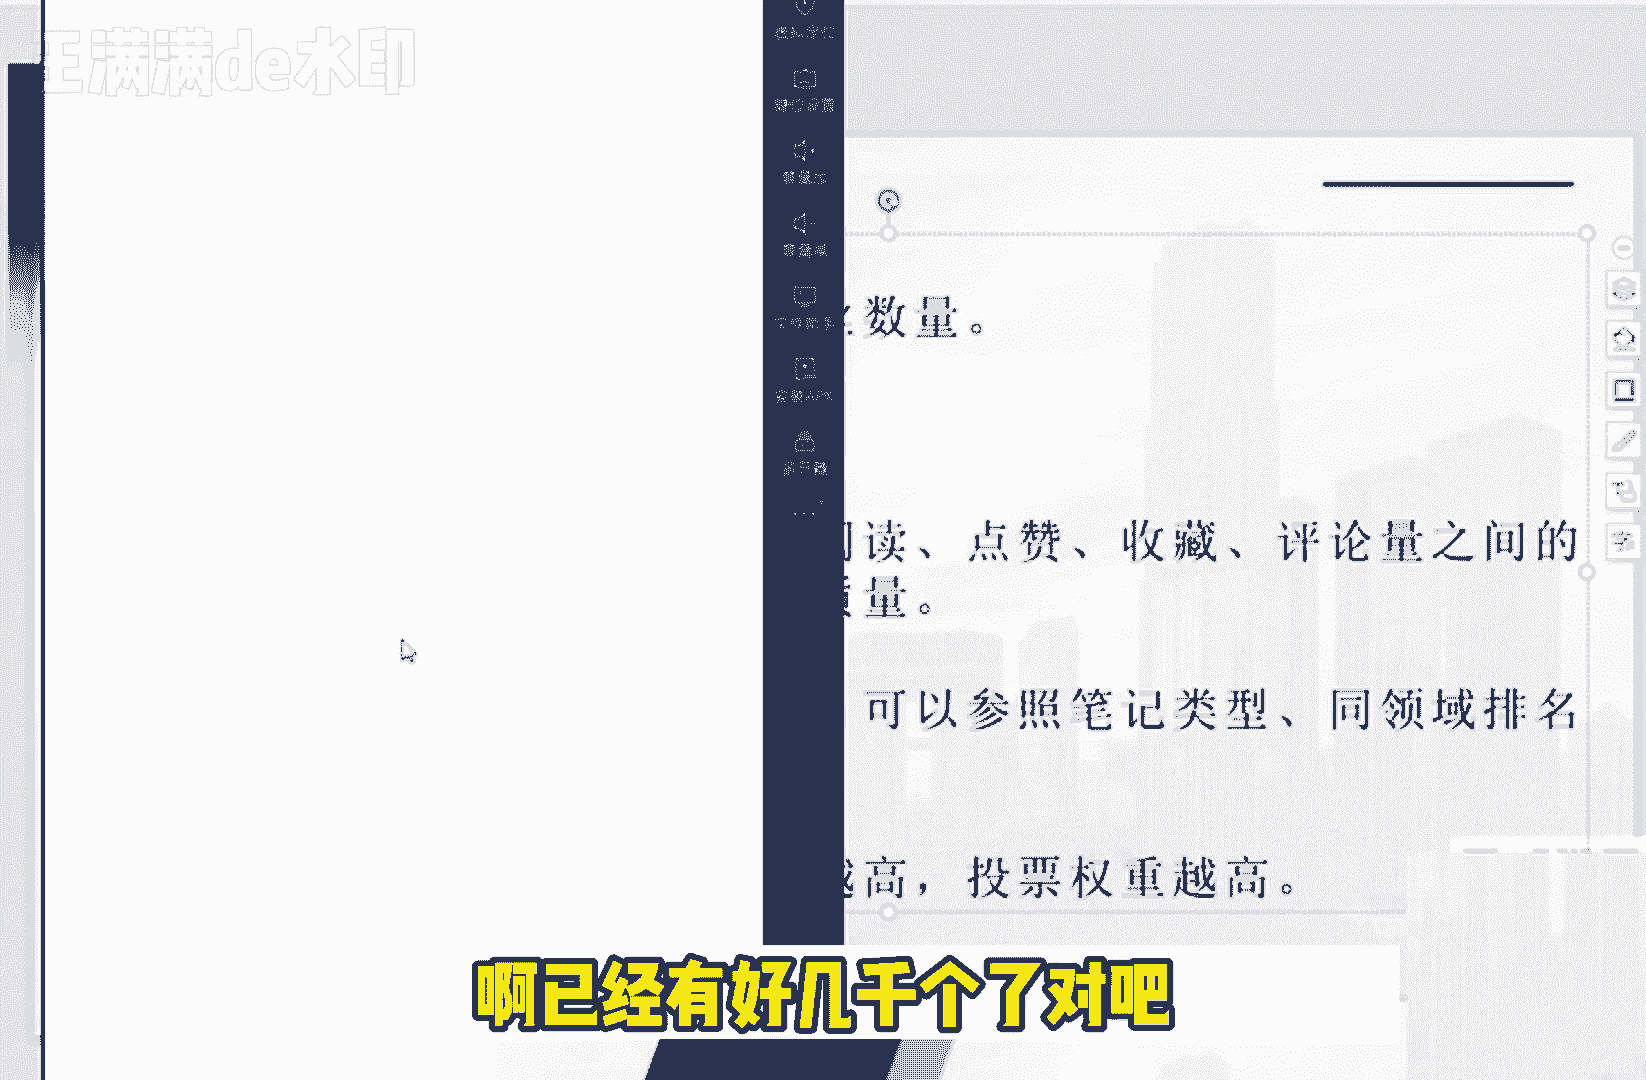 王满满de水印
数量。
读、点赞、收藏、评论量之间的
量。
可以参照笔记类型、同领域排名
越高，投票权重越高。
字
啊已经有好几千个了对吧